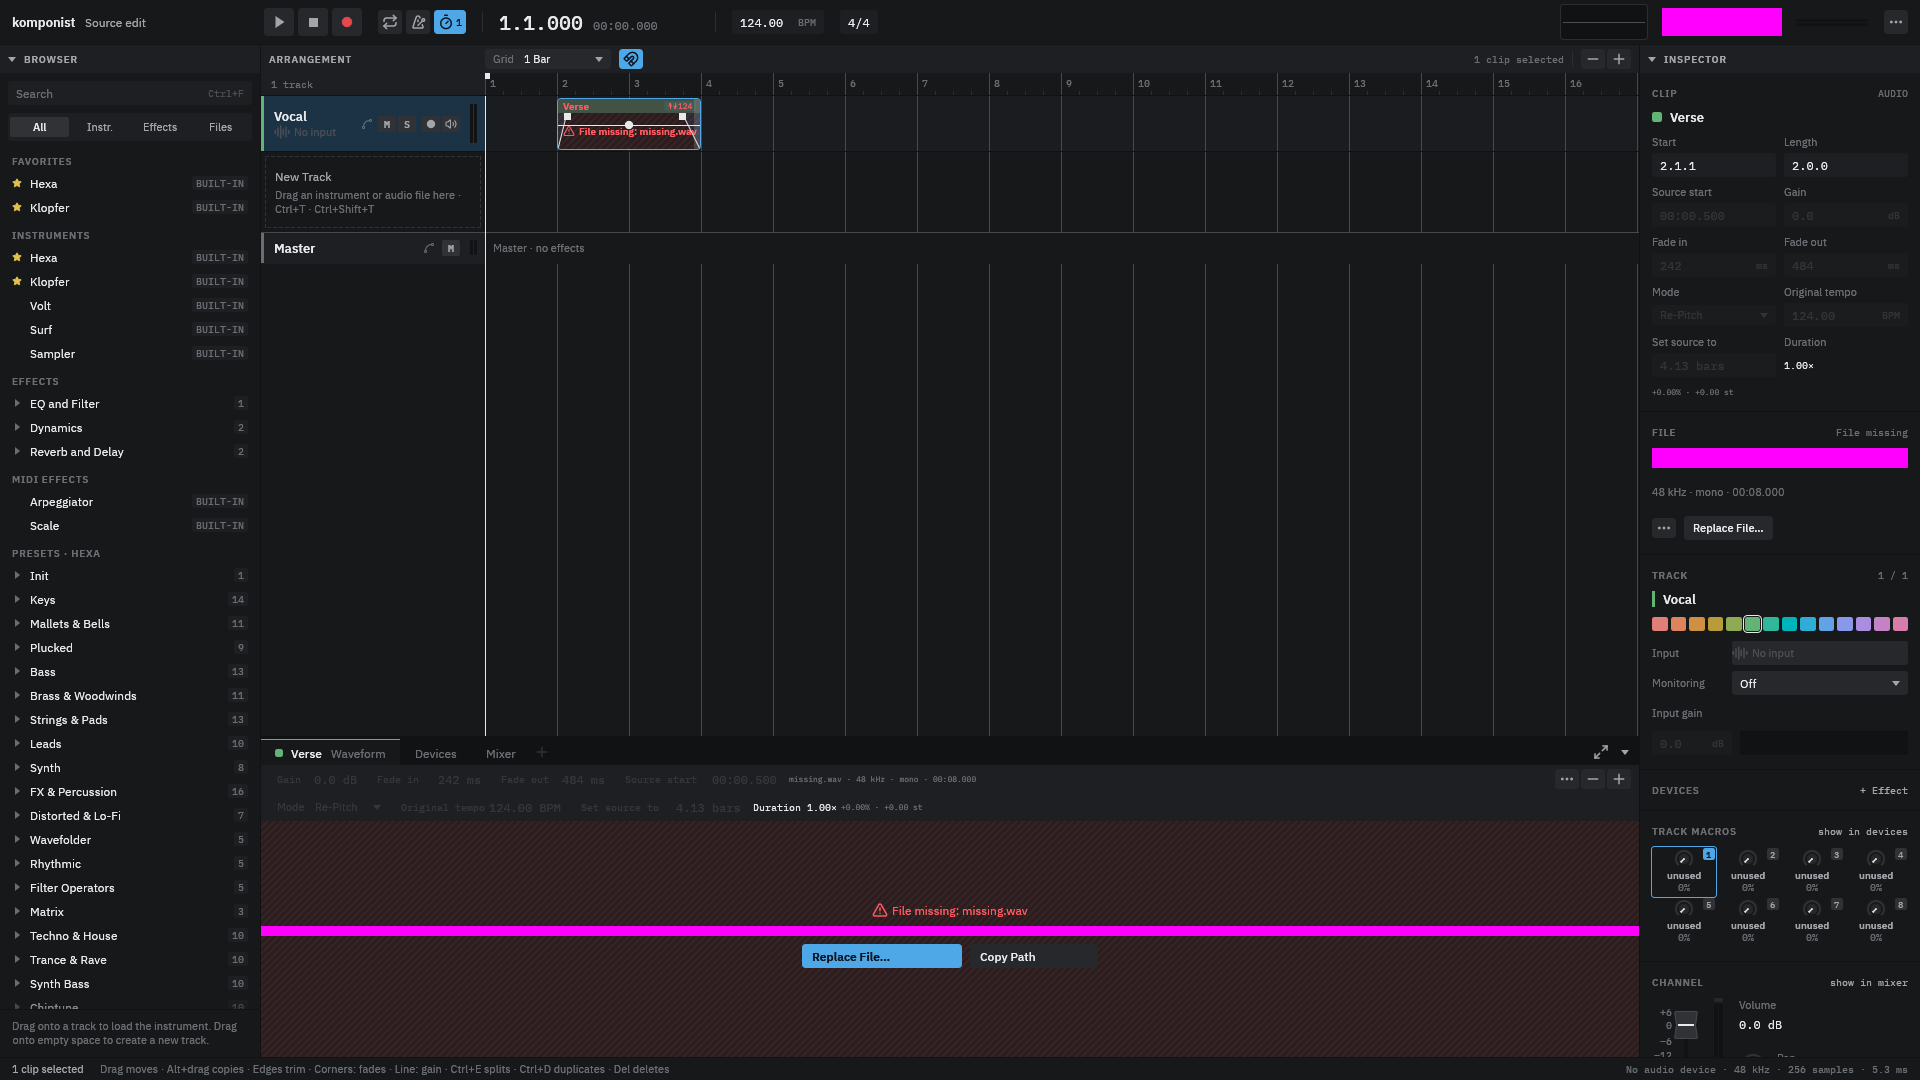 komponist Source edit
1
1.1.000 00:00.000
124.00 BPM
4/4
BROWSER
Search Ctrl+F
All Instr. Effects Files
FAVORITES
Hexa BUILT-IN
Klopfer BUILT-IN
INSTRUMENTS
Hexa BUILT-IN
Klopfer BUILT-IN
Volt BUILT-IN
Surf BUILT-IN
Sampler BUILT-IN
EFFECTS
EQ and Filter 1
Dynamics 2
Reverb and Delay 2
MIDI EFFECTS
Arpeggiator BUILT-IN
Scale BUILT-IN
PRESETS · HEXA
Init 1
Keys 14
Mallets & Bells 11
Plucked 9
Bass 13
Brass & Woodwinds 11
Strings & Pads 13
Leads 10
Synth 8
FX & Percussion 16
Distorted & Lo-Fi 7
Wavefolder 5
Rhythmic 5
Filter Operators 5
Matrix 3
Techno & House 10
Trance & Rave 10
Synth Bass 10
Chiptune 10
Drag onto a track to load the instrument. Drag
onto empty space to create a new track.
ARRANGEMENT
Grid 1 Bar
1 clip selected
1 track
1 2 3 4 5 6 7 8 9 10 11 12 13 14 15 16
Vocal
No input
M S
Verse 124
File missing: missing.wav
New Track
Drag an instrument or audio file here ·
Ctrl+T · Ctrl+Shift+T
Master M
Master · no effects
Verse Waveform Devices Mixer
Gain 0.0 dB Fade in 242 ms Fade out 484 ms Source start 00:00.500 missing.wav · 48 kHz · mono · 00:08.000
Mode Re-Pitch Original tempo 124.00 BPM Set source to 4.13 bars Duration 1.00× +0.00% · +0.00 st
File missing: missing.wav
Replace File... Copy Path
INSPECTOR
CLIP AUDIO
Verse
Start Length
2.1.1 2.0.0
Source start Gain
00:00.500 0.0 dB
Fade in Fade out
242 ms 484 ms
Mode Original tempo
Re-Pitch 124.00 BPM
Set source to Duration
4.13 bars 1.00×
+0.00% · +0.00 st
FILE File missing
48 kHz · mono · 00:08.000
Replace File...
TRACK 1 / 1
Vocal
Input No input
Monitoring Off
Input gain
0.0 dB
DEVICES + Effect
TRACK MACROS show in devices
1 2 3 4
unused unused unused unused
0% 0% 0% 0%
5 6 7 8
unused unused unused unused
0% 0% 0% 0%
CHANNEL show in mixer
Volume
0.0 dB
+6
0
−6
−12
1 clip selected Drag moves · Alt+drag copies · Edges trim · Corners: fades · Line: gain · Ctrl+E splits · Ctrl+D duplicates · Del deletes
No audio device · 48 kHz · 256 samples · 5.3 ms